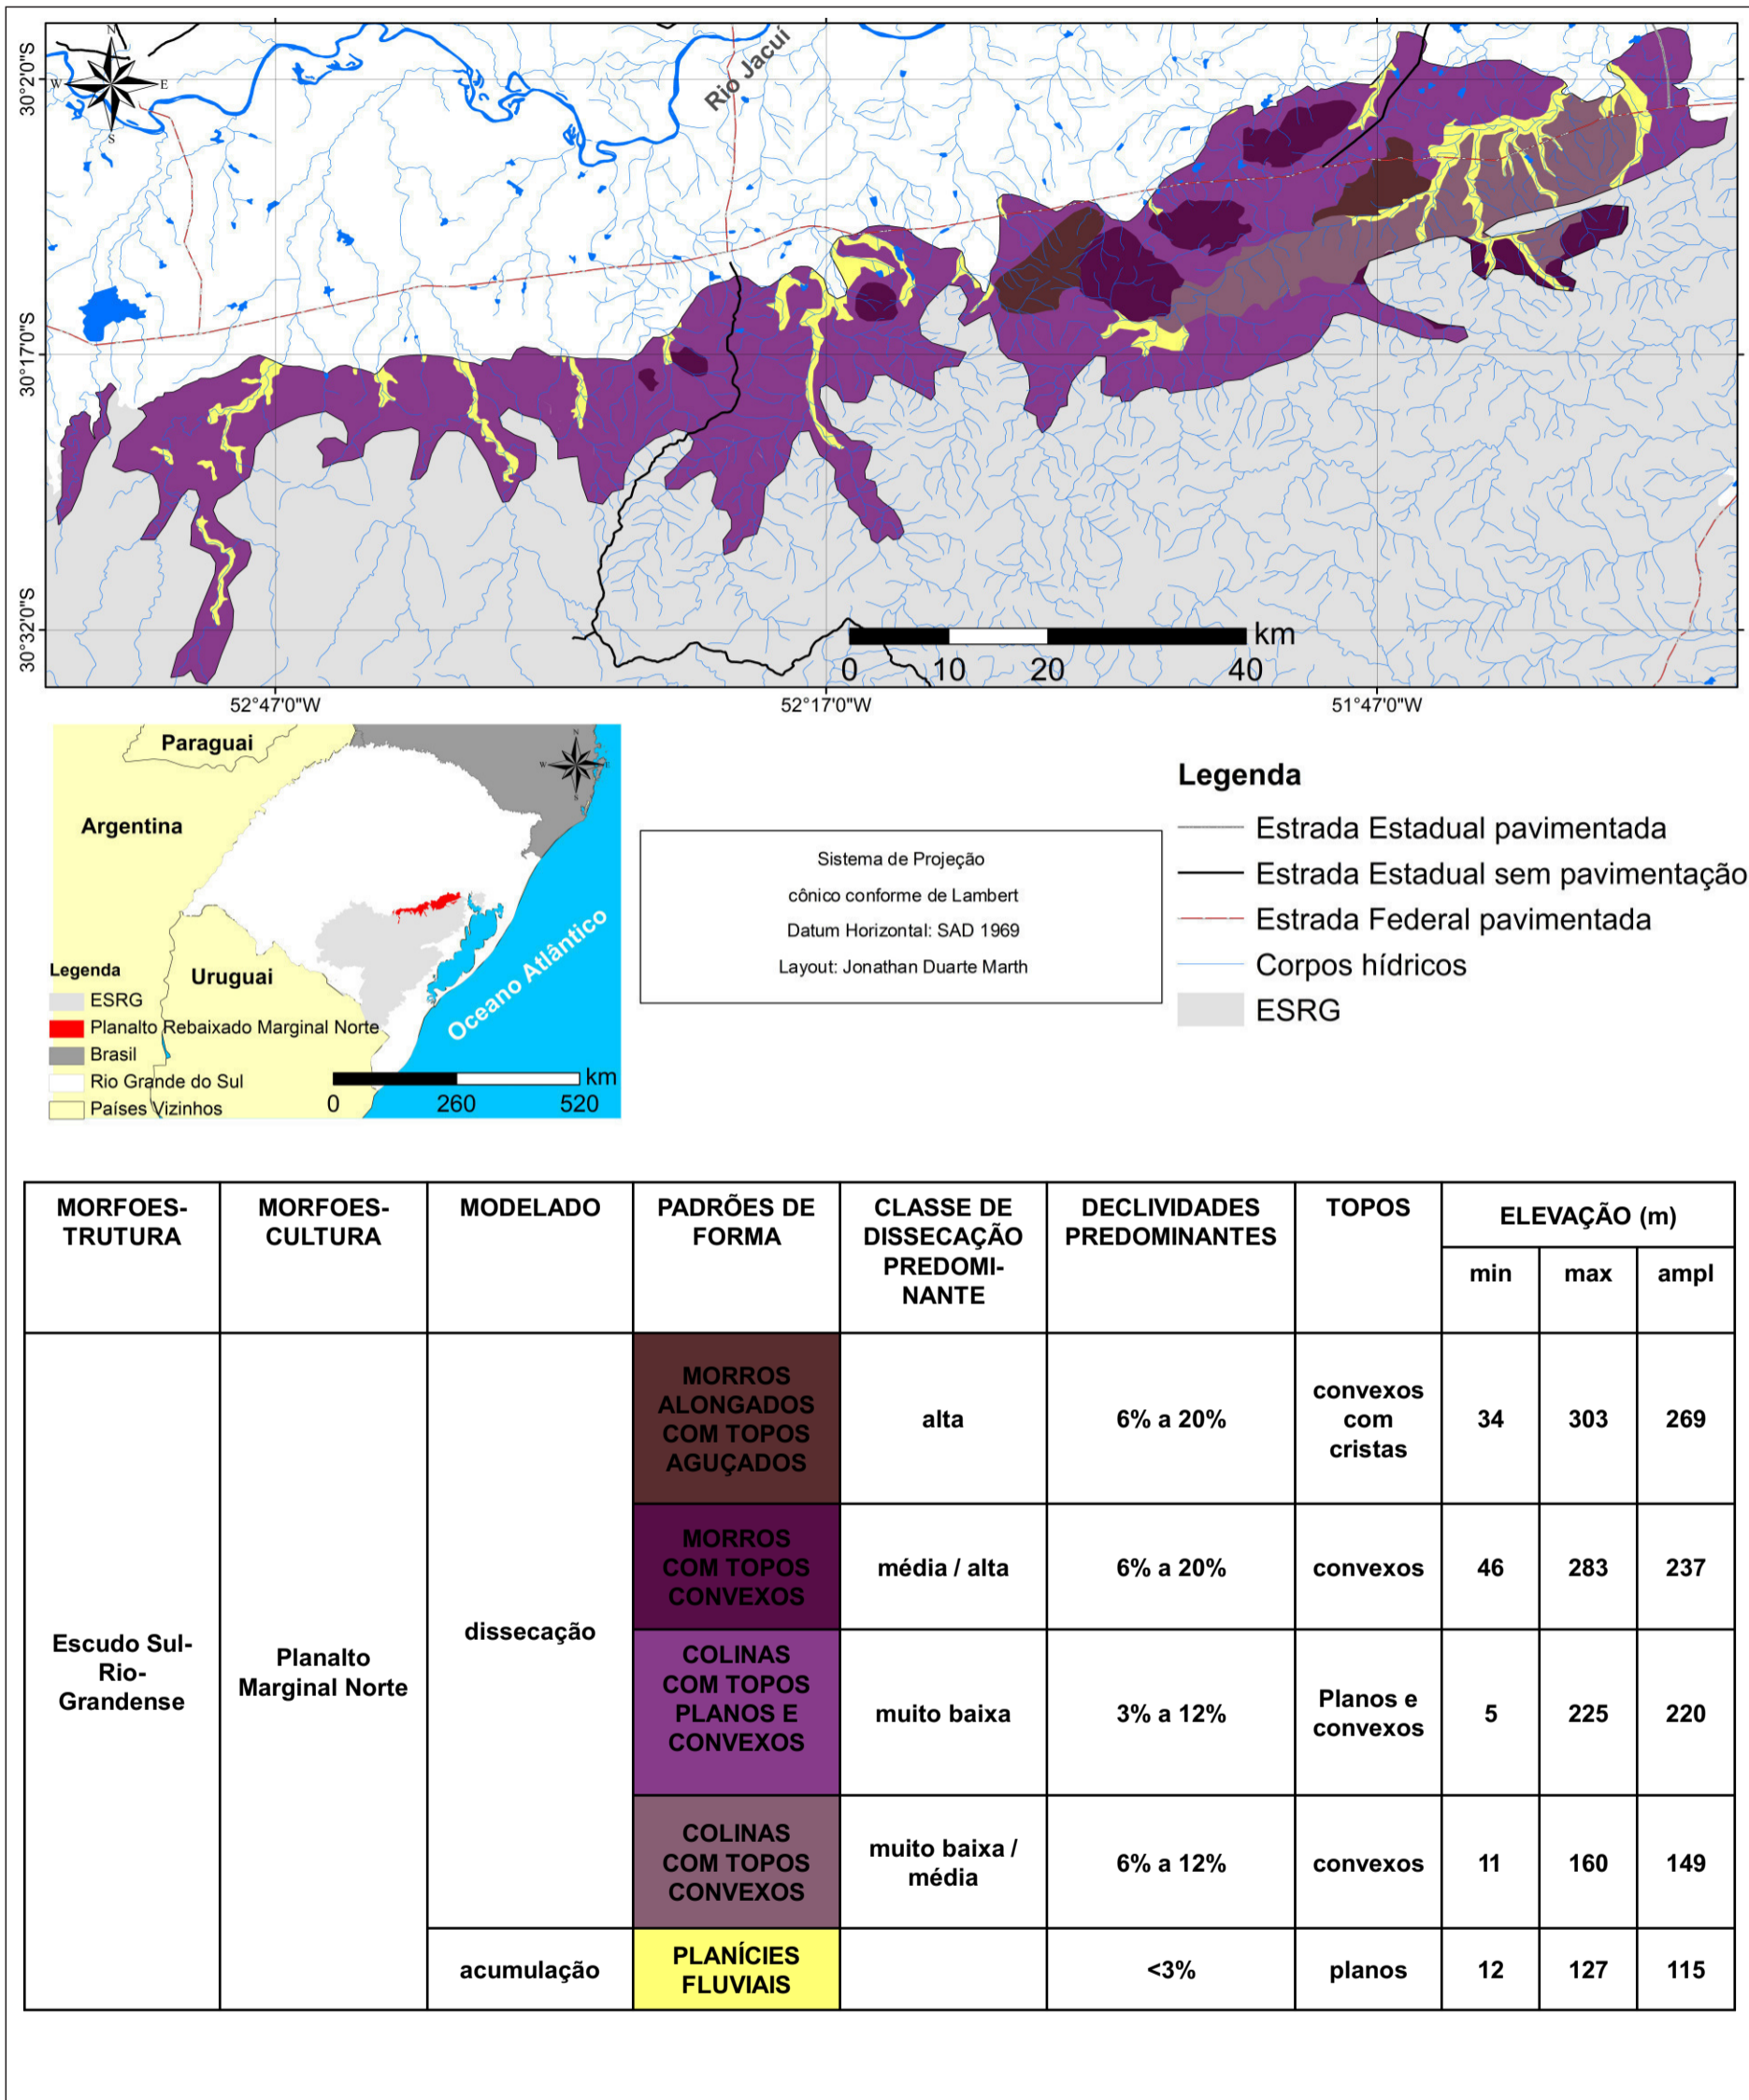 N
W
E
S
Rio Jacuí
30°2'0"S
30°17'0"S
30°32'0"S
km
0 10 20 40
52°47'0"W 52°17'0"W 51°47'0"W
Paraguai
Argentina
Uruguai
Oceano Atlântico
N
W
E
S
Legenda
ESRG
Planalto Rebaixado Marginal Norte
Brasil
Rio Grande do Sul
Países Vizinhos
km
0 260 520
Sistema de Projeção
cônico conforme de Lambert
Datum Horizontal: SAD 1969
Layout: Jonathan Duarte Marth
Legenda
Estrada Estadual pavimentada
Estrada Estadual sem pavimentação
Estrada Federal pavimentada
Corpos hídricos
ESRG
MORFOES-
TRUTURA
MORFOES-
CULTURA
MODELADO
PADRÕES DE
FORMA
CLASSE DE
DISSECAÇÃO
PREDOMI-
NANTE
DECLIVIDADES
PREDOMINANTES
TOPOS
ELEVAÇÃO (m)
min max ampl
Escudo Sul-
Rio-
Grandense
Planalto
Marginal Norte
dissecação
MORROS
ALONGADOS
COM TOPOS
AGUÇADOS
alta
6% a 20%
convexos
com
cristas
34 303 269
MORROS
COM TOPOS
CONVEXOS
média / alta
6% a 20%
convexos
46 283 237
COLINAS
COM TOPOS
PLANOS E
CONVEXOS
muito baixa
3% a 12%
Planos e
convexos
5 225 220
COLINAS
COM TOPOS
CONVEXOS
muito baixa /
média
6% a 12%
convexos
11 160 149
acumulação
PLANÍCIES
FLUVIAIS
<3%
planos
12 127 115